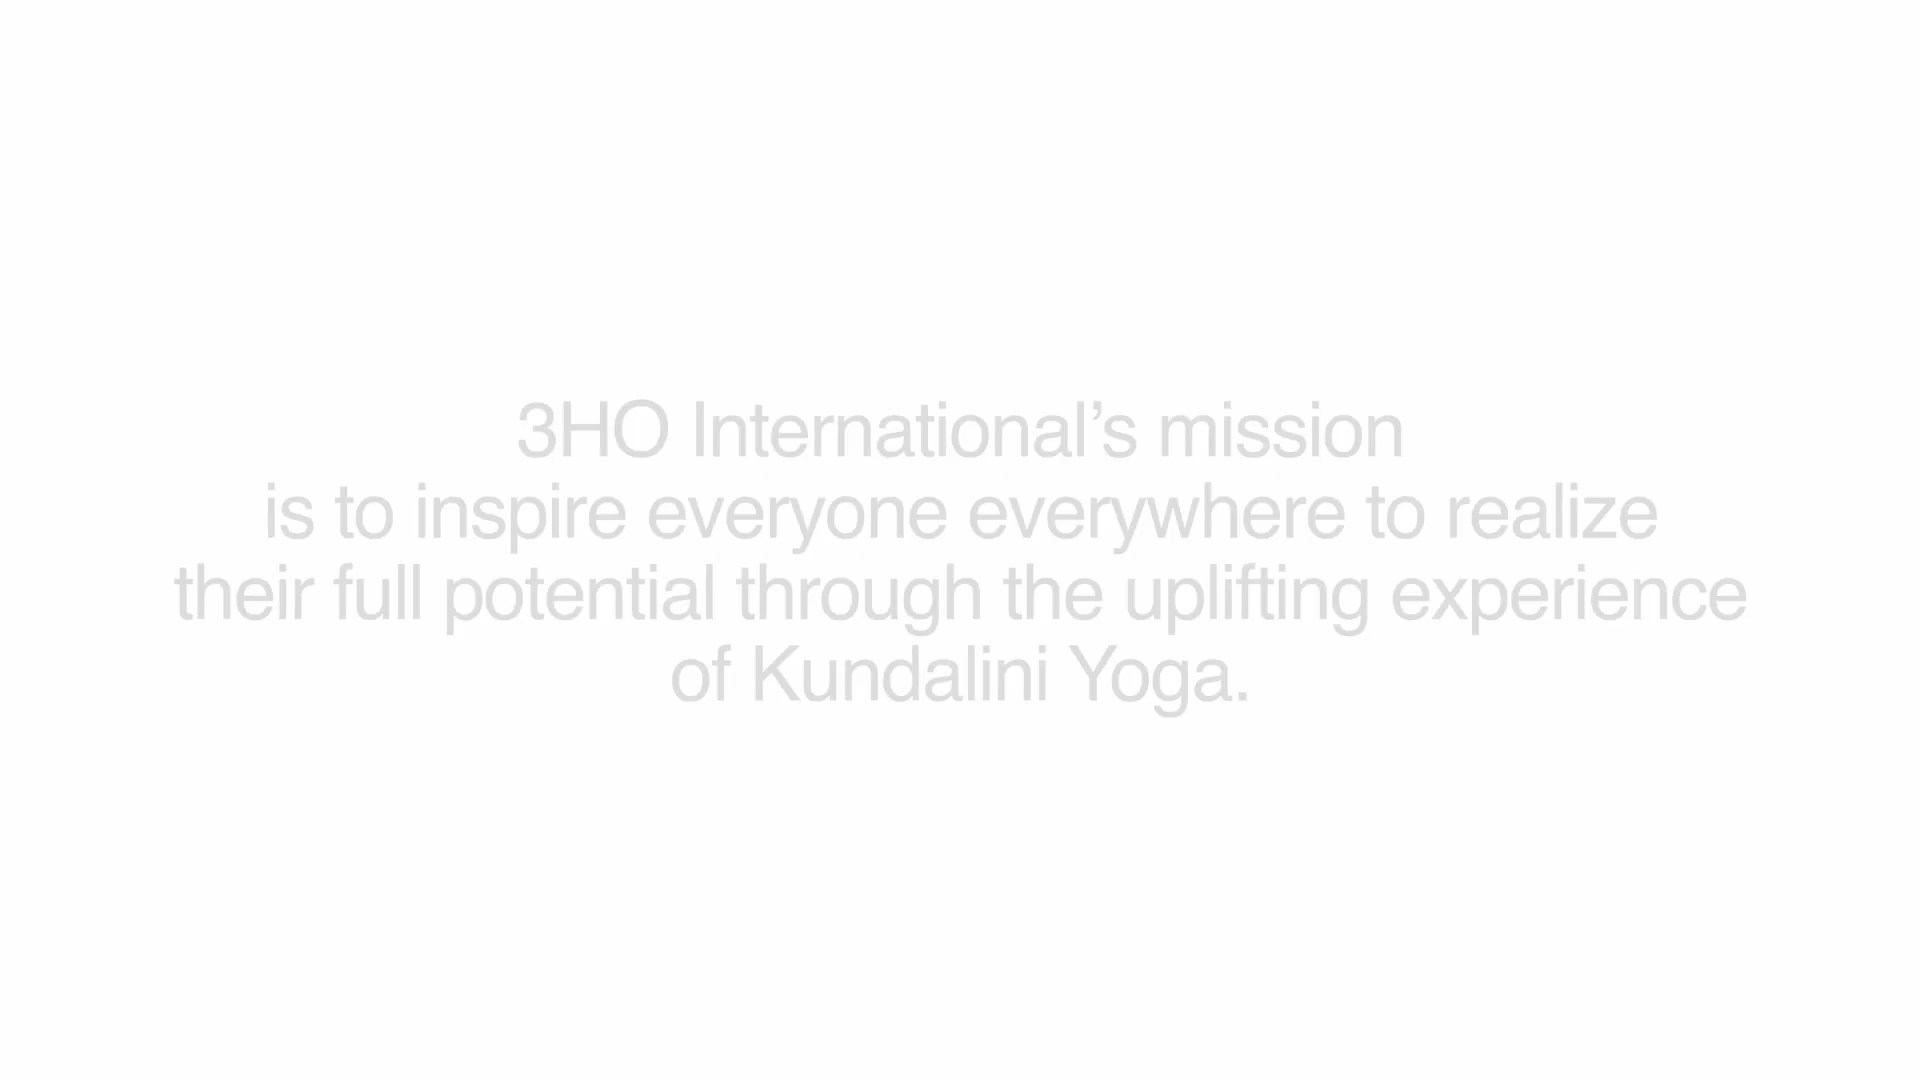 3HO International’s mission
is to inspire everyone everywhere to realize
their full potential through the uplifting experience
of Kundalini Yoga.